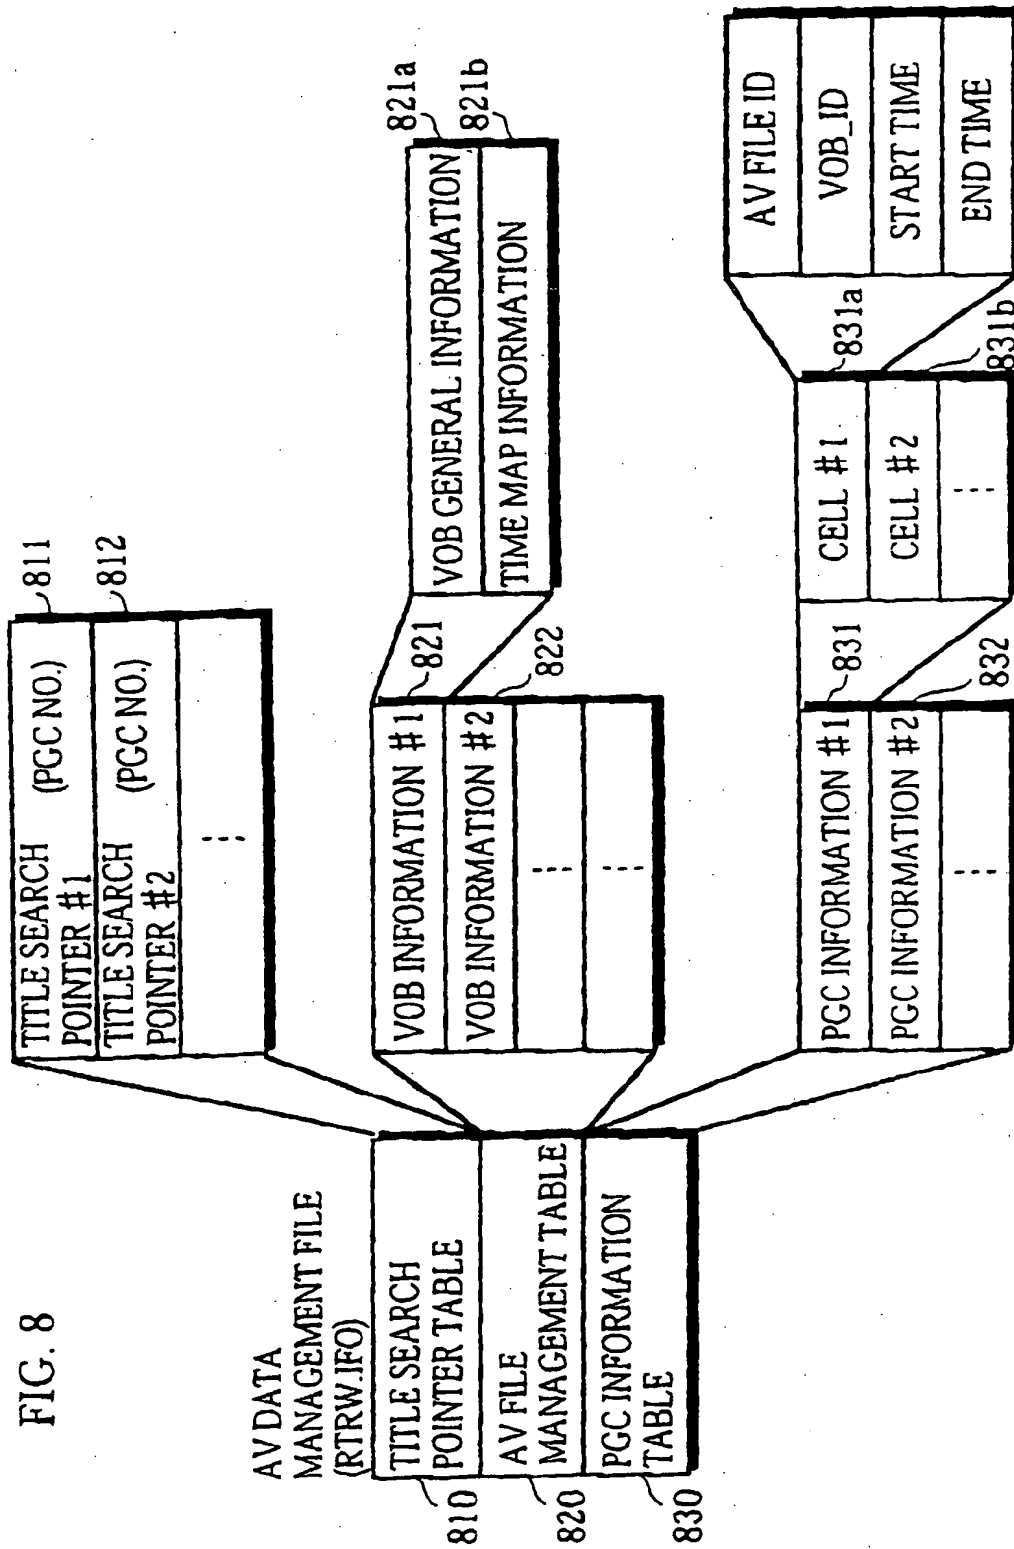 FIG. 8
AV DATA
MANAGEMENT FILE
(RTRW.IFO)
810
TITLE SEARCH
POINTER TABLE
820
AV FILE
MANAGEMENT TABLE
830
PGC INFORMATION
TABLE
TITLE SEARCH (PGC NO.)
POINTER #1
811
TITLE SEARCH (PGC NO.)
POINTER #2
812
VOB INFORMATION #1
821
VOB INFORMATION #2
822
VOB GENERAL INFORMATION
821a
TIME MAP INFORMATION
821b
PGC INFORMATION #1
831
PGC INFORMATION #2
832
CELL #1
831a
CELL #2
831b
AV FILE ID
VOB_ID
START TIME
END TIME